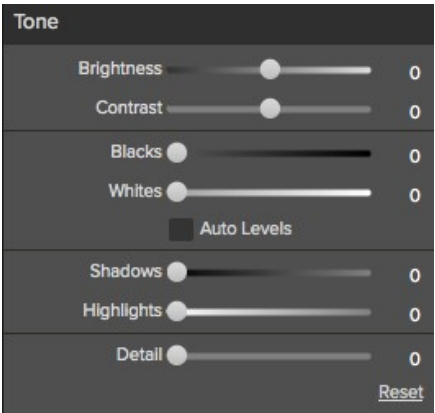 Tone
Brightness 0
Contrast 0
Blacks 0
Whites 0
Auto Levels
Shadows 0
Highlights 0
Detail 0
Reset